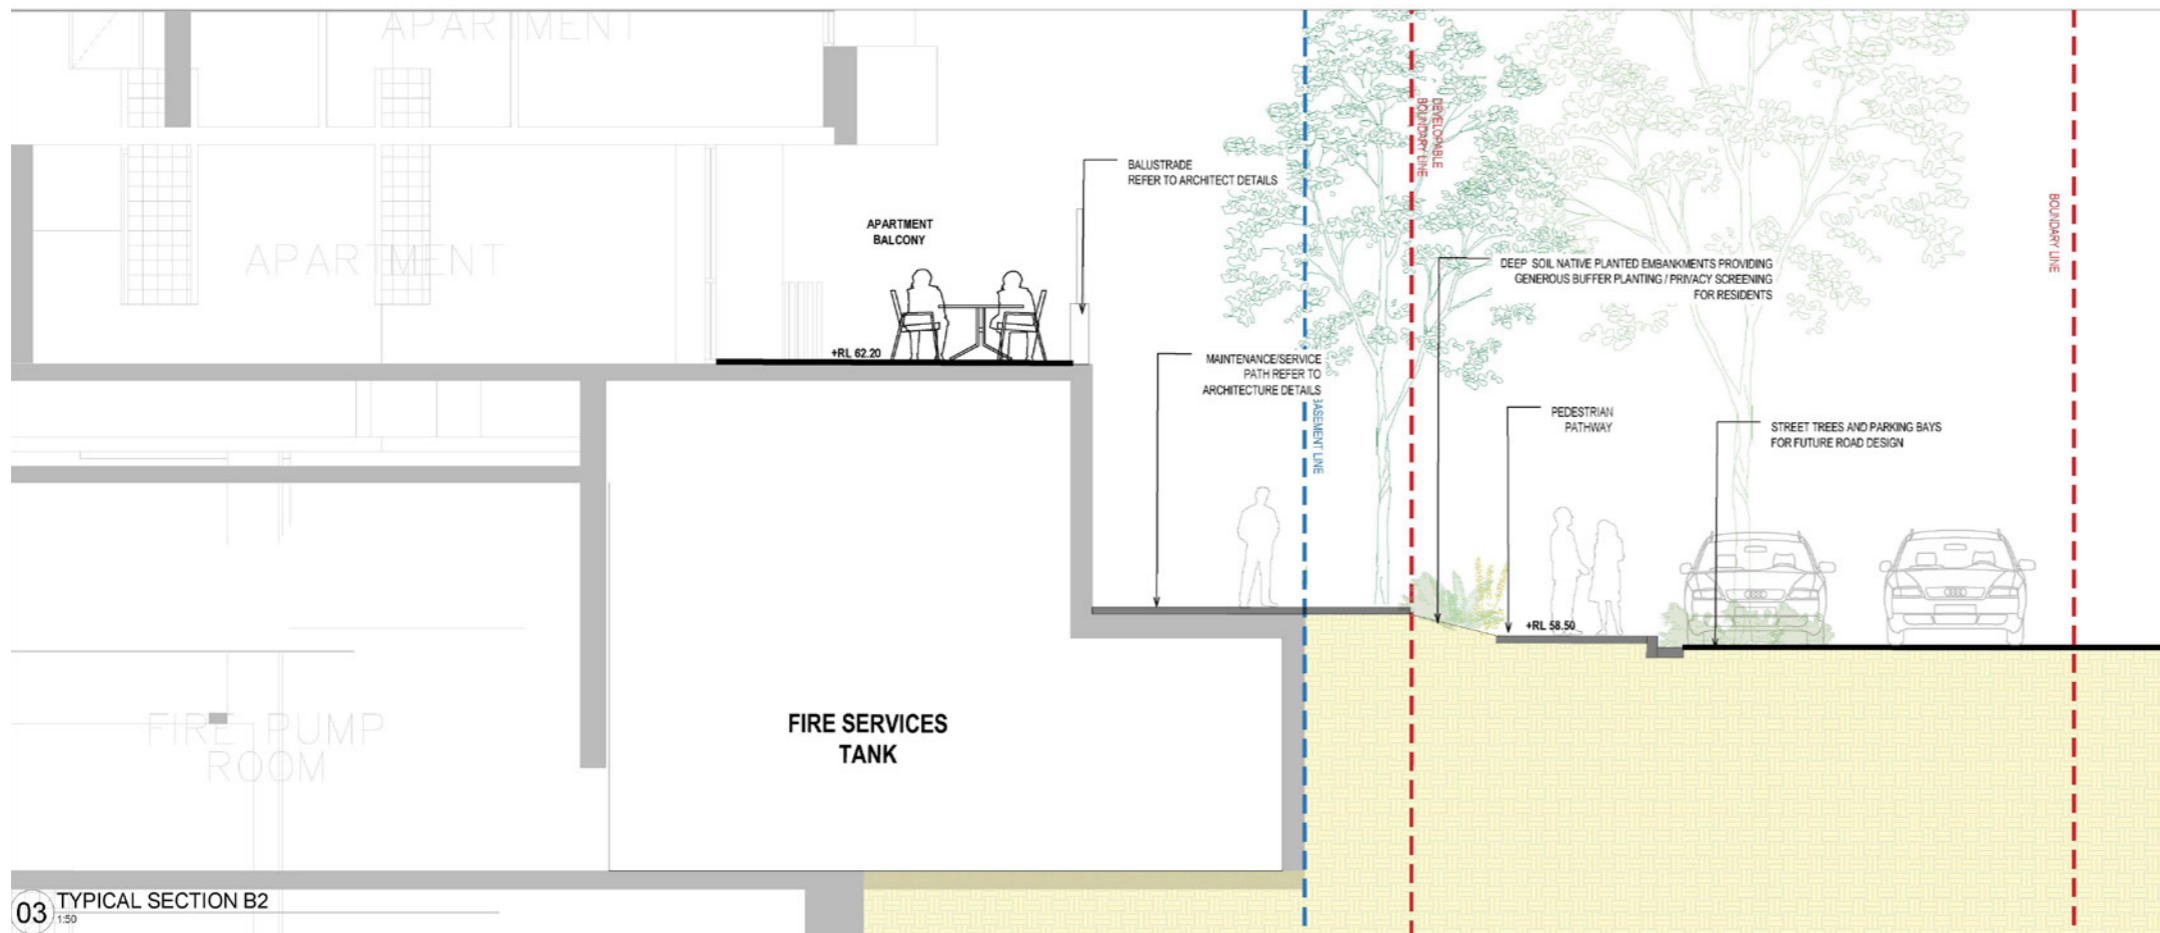 APARTMENT
DEVELOPABLE
BOUNDARY LINE
BALUSTRADE
REFER TO ARCHITECT DETAILS
BOUNDARY LINE
APARTMENT
BALCONY
APARTMENT
DEEP SOIL NATIVE PLANTED EMBANKMENTS PROVIDING
GENEROUS BUFFER PLANTING / PRIVACY SCREENING
FOR RESIDENTS
+RL 62.20
MAINTENANCE/SERVICE
PATH REFER TO
ARCHITECTURE DETAILS
BASEMENT LINE
PEDESTRIAN
PATHWAY
STREET TREES AND PARKING BAYS
FOR FUTURE ROAD DESIGN
+RL 58.50
FIRE PUMP
ROOM
FIRE SERVICES
TANK
03 TYPICAL SECTION B2
1:50